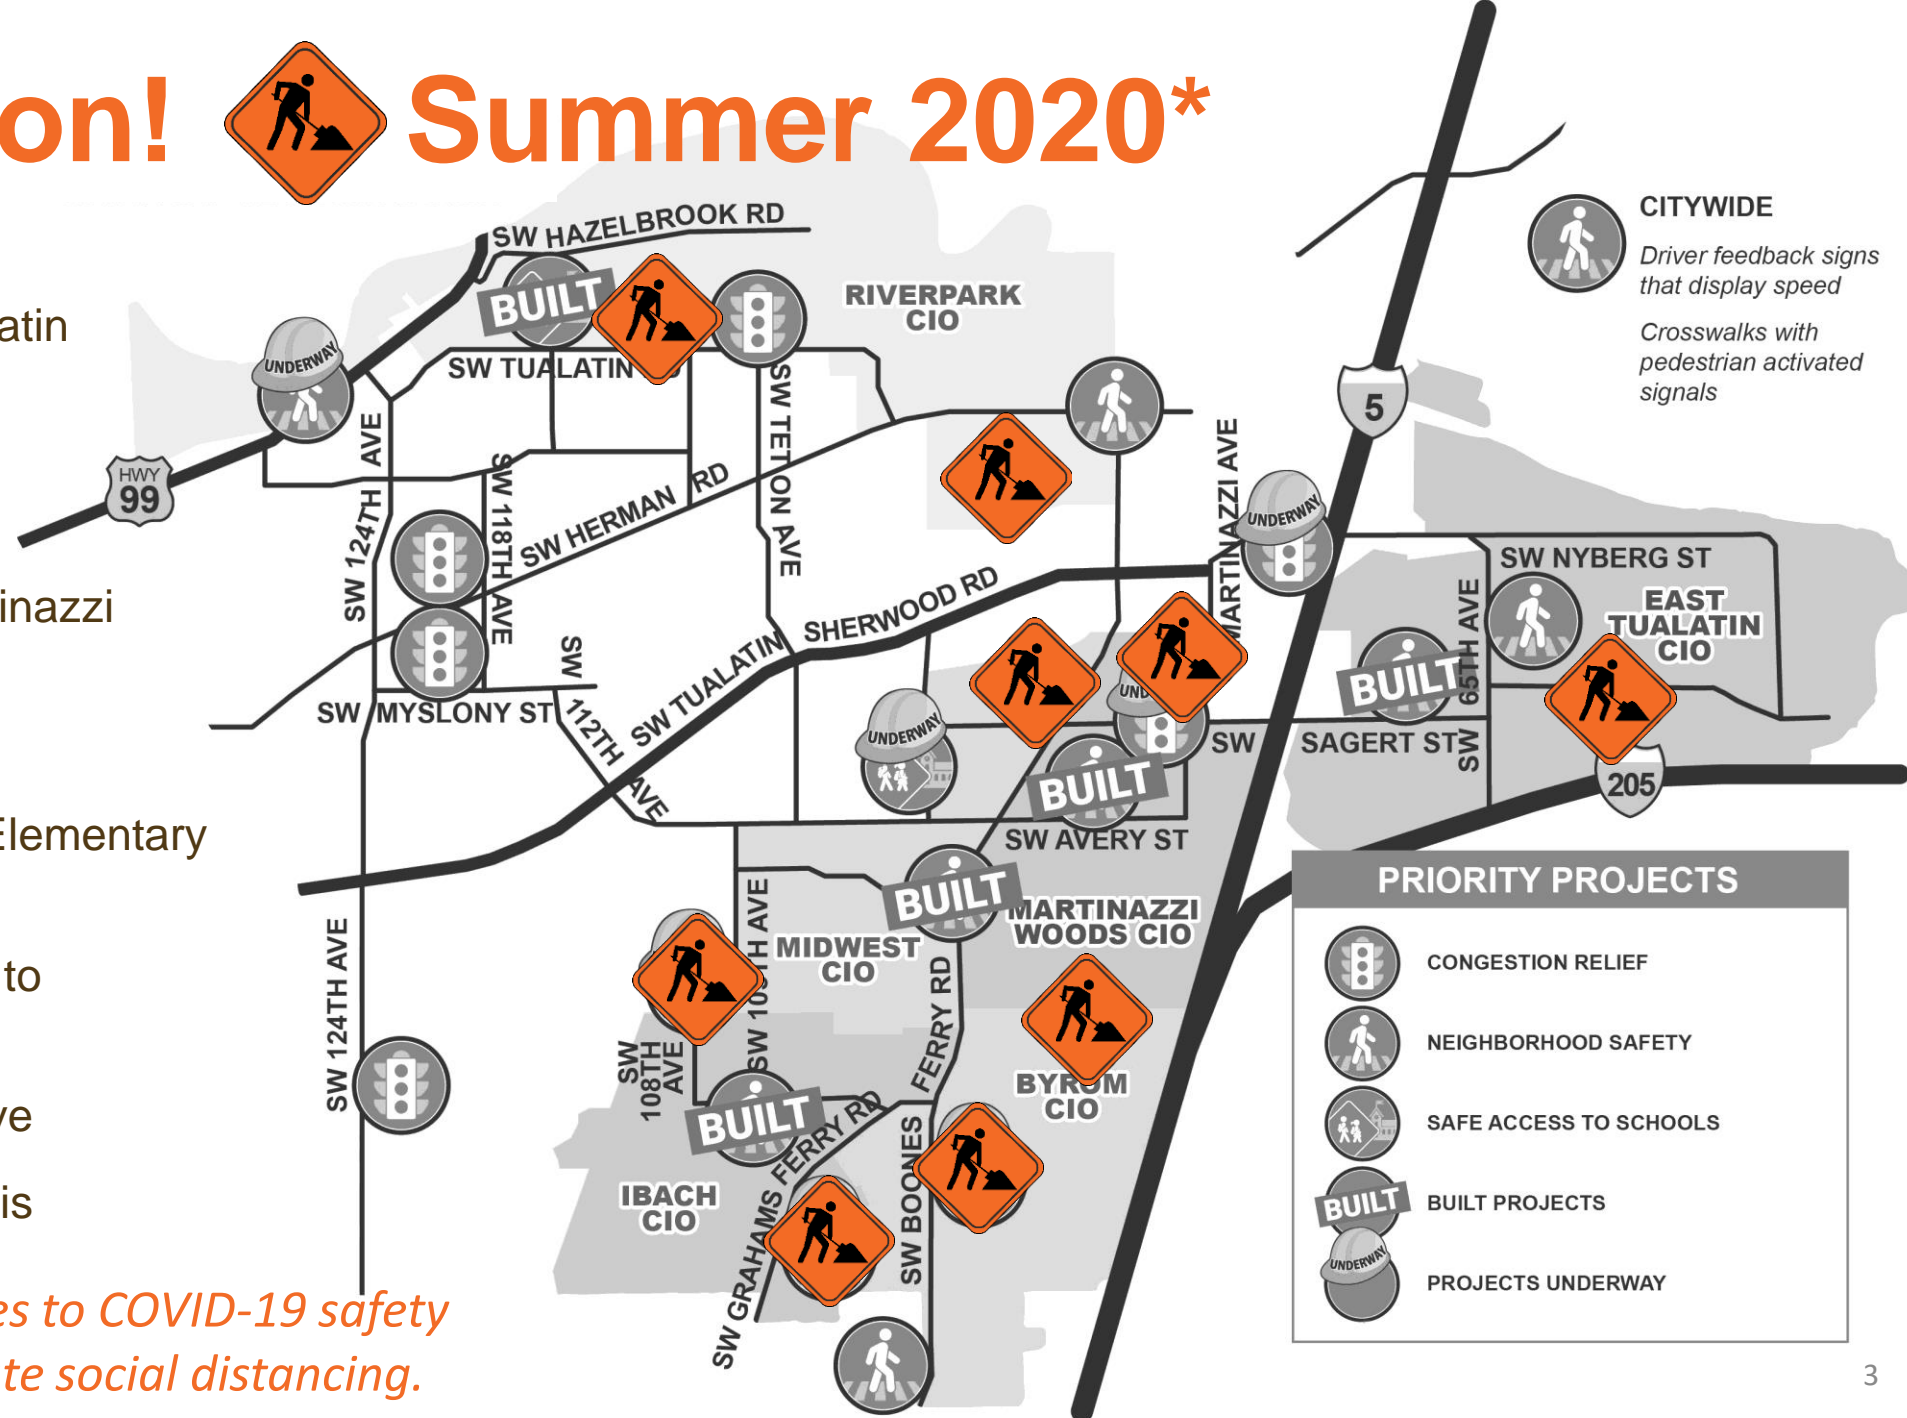 on! Summer 2020*
atin
inazzi
Elementary
to
ve
is
es to COVID-19 safety
te social distancing.
SW HAZELBROOK RD
BUILT
RIVERPARK
CIO
UNDERWAY
SW TUALATIN
HWY
99
SW 124TH AVE
SW 118TH AVE
SW HERMAN RD
SW TETON AVE
SW TUALATIN SHERWOOD RD
MARTINAZZI AVE
UNDERWAY
5
CITYWIDE
Driver feedback signs
that display speed
Crosswalks with
pedestrian activated
signals
SW NYBERG ST
EAST
TUALATIN
CIO
SW 65TH AVE
BUILT
SW SAGERT ST
205
SW MYSLONY ST
SW 112TH AVE
UNDERWAY
UND
BUILT
SW AVERY ST
BUILT
MARTINAZZI
WOODS CIO
MIDWEST
CIO
SW 124TH AVE
SW
108TH
AVE
BUILT
SW BOONES FERRY RD
SW GRAHAMS FERRY RD
BYROM
CIO
IBACH
CIO
PRIORITY PROJECTS
CONGESTION RELIEF
NEIGHBORHOOD SAFETY
SAFE ACCESS TO SCHOOLS
BUILT
BUILT PROJECTS
UNDERWAY
PROJECTS UNDERWAY
3